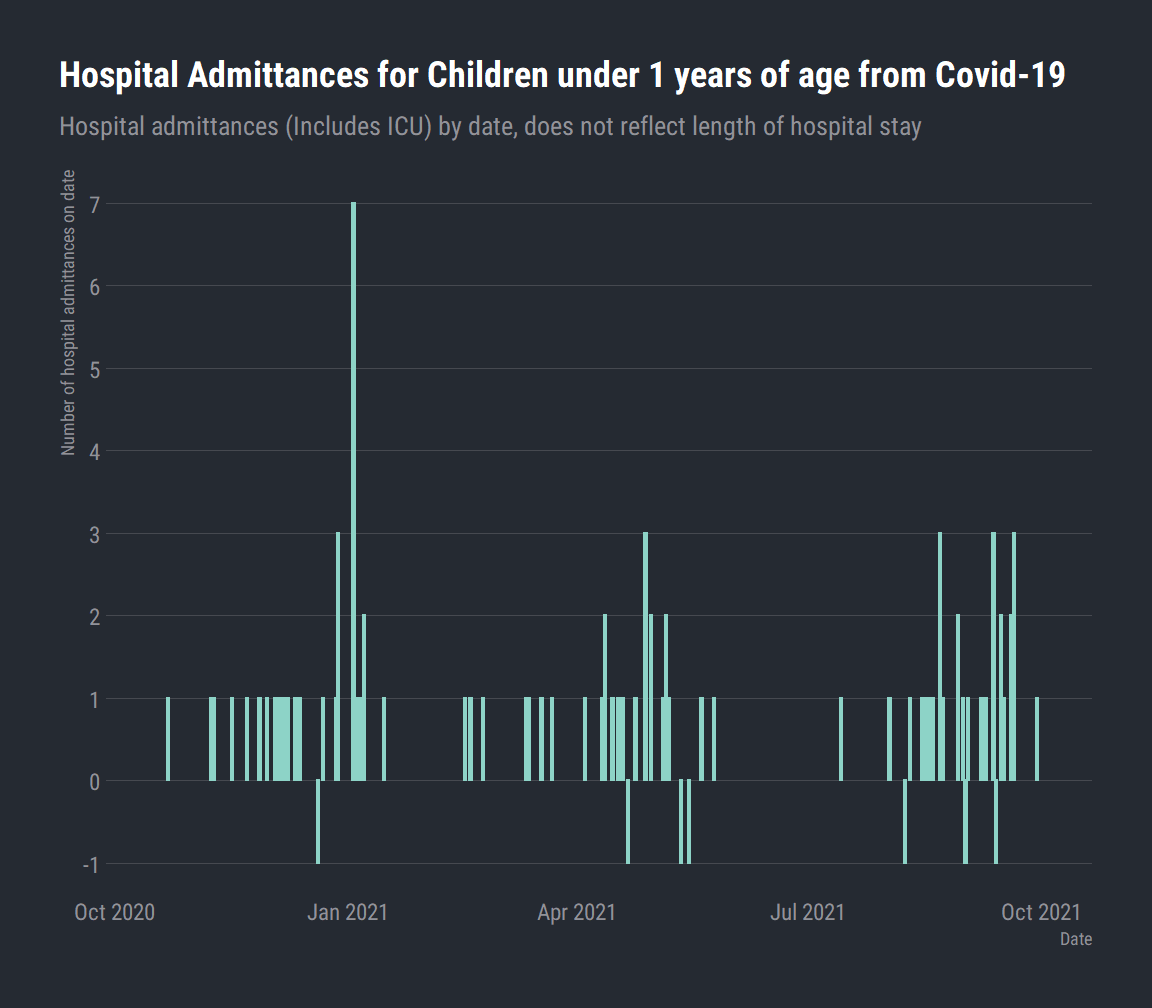 Hospital Admittances for Children under 1 years of age from Covid-19
Hospital admittances (Includes ICU) by date, does not reflect length of hospital stay
Number of hospital admittances on date
7
6
5
4
3
2
1
0
-1
Oct 2020
Jan 2021
Apr 2021
Jul 2021
Oct 2021
Date